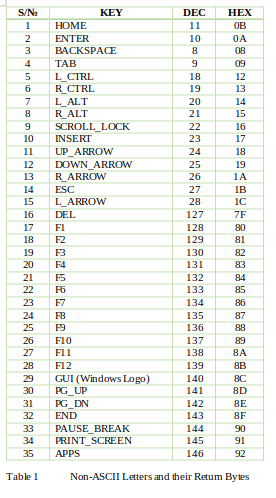 S/№ KEY DEC HEX
1 HOME 11 0B
2 ENTER 10 0A
3 BACKSPACE 8 08
4 TAB 9 09
5 L_CTRL 18 12
6 R_CTRL 19 13
7 L_ALT 20 14
8 R_ALT 21 15
9 SCROLL_LOCK 22 16
10 INSERT 23 17
11 UP_ARROW 24 18
12 DOWN_ARROW 25 19
13 R_ARROW 26 1A
14 ESC 27 1B
15 L_ARROW 28 1C
16 DEL 127 7F
17 F1 128 80
18 F2 129 81
19 F3 130 82
20 F4 131 83
21 F5 132 84
22 F6 133 85
23 F7 134 86
24 F8 135 87
25 F9 136 88
26 F10 137 89
27 F11 138 8A
28 F12 139 8B
29 GUI (Windows Logo) 140 8C
30 PG_UP 141 8D
31 PG_DN 142 8E
32 END 143 8F
33 PAUSE_BREAK 144 90
34 PRINT_SCREEN 145 91
35 APPS 146 92
Table 1 Non-ASCII Letters and their Return Bytes